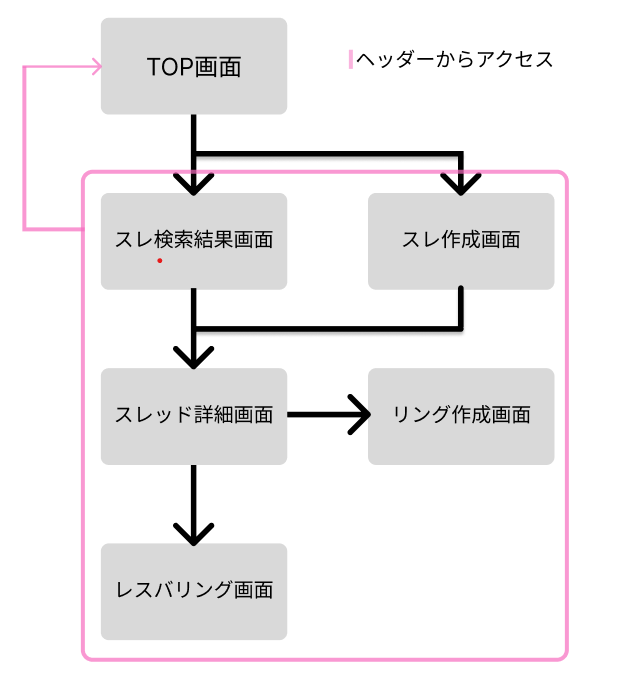 TOP画面
ヘッダーからアクセス
スレ検索結果画面
スレ作成画面
スレッド詳細画面
リング作成画面
レスバリング画面